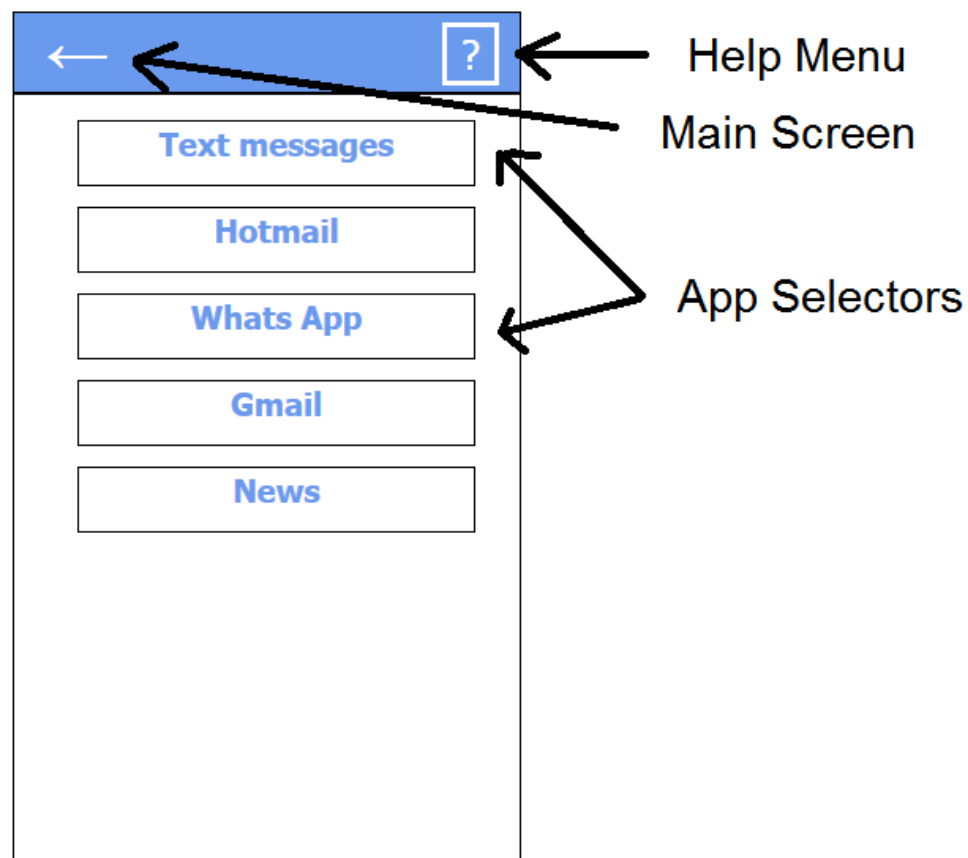 ?
Help Menu
Main Screen
Text messages
Hotmail
App Selectors
Whats App
Gmail
News